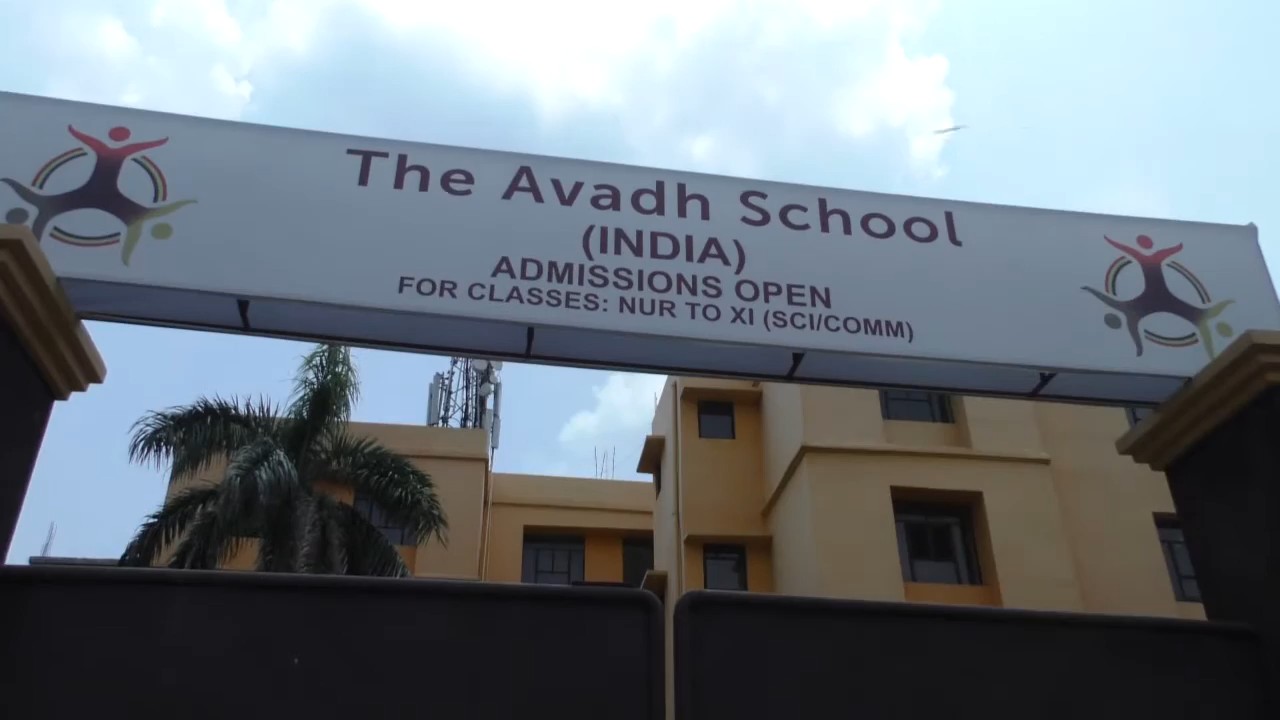 The Avadh School
(INDIA)
ADMISSIONS OPEN
FOR CLASSES: NUR TO XI (SCI/COMM)